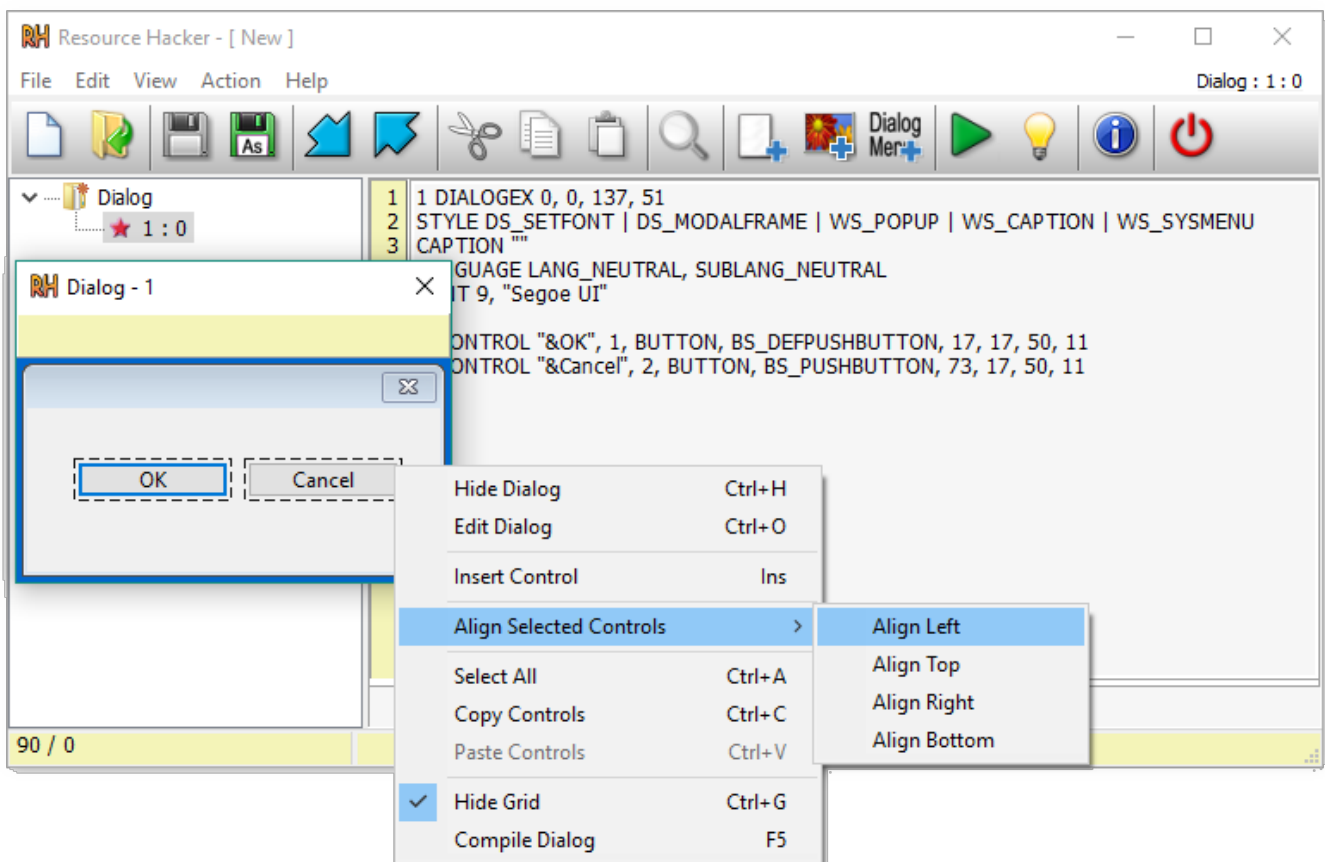 RH Resource Hacker - [ New ]
File Edit View Action Help
Dialog : 1 : 0
As
Dialog
Menu
Dialog
1 : 0
1 1 DIALOGEX 0, 0, 137, 51
2 STYLE DS_SETFONT | DS_MODALFRAME | WS_POPUP | WS_CAPTION | WS_SYSMENU
3 CAPTION ""
GUAGE LANG_NEUTRAL, SUBLANG_NEUTRAL
T 9, "Segoe UI"
ONTROL "&OK", 1, BUTTON, BS_DEFPUSHBUTTON, 17, 17, 50, 11
ONTROL "&Cancel", 2, BUTTON, BS_PUSHBUTTON, 73, 17, 50, 11
RH Dialog - 1
OK Cancel
Hide Dialog Ctrl+H
Edit Dialog Ctrl+O
Insert Control Ins
Align Selected Controls
Align Left
Align Top
Align Right
Align Bottom
Select All Ctrl+A
Copy Controls Ctrl+C
Paste Controls Ctrl+V
Hide Grid Ctrl+G
Compile Dialog F5
90 / 0